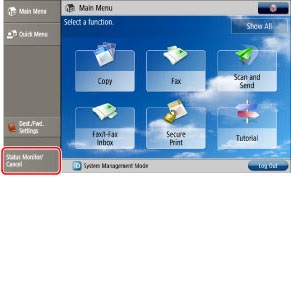 Main Menu
Quick Menu
Dest./Fwd.
Settings
Status Monitor/
Cancel
Main Menu
Select a function.
Show All
Copy
Fax
Scan and
Send
Fax/I-Fax
Inbox
Secure
Print
Tutorial
ID System Management Mode
Log Out